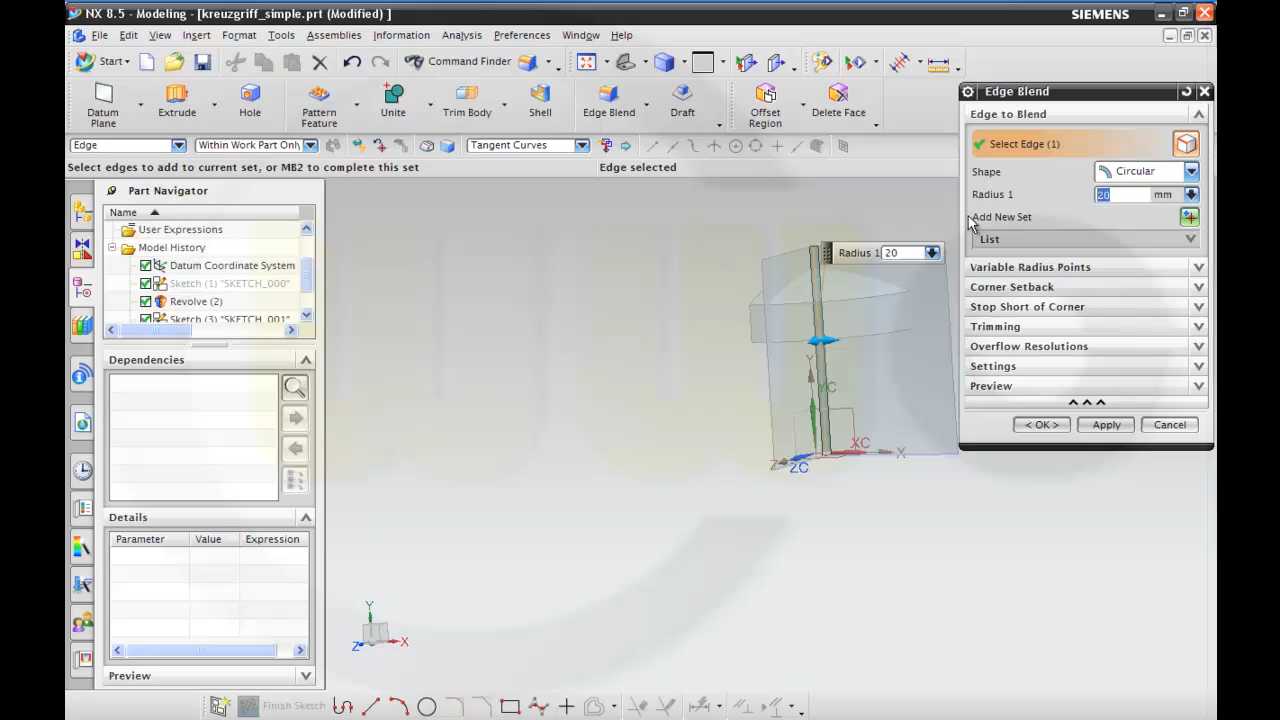 NX 8.5 - Modeling - [kreuzgriff_simple.prt (Modified) ]
SIEMENS
File Edit View Insert Format Tools Assemblies Information Analysis Preferences Window Help
Start
Command Finder
Datum Plane
Extrude
Hole
Pattern Feature
Unite
Trim Body
Shell
Edge Blend
Draft
Offset Region
Delete Face
Edge
Within Work Part Only
Tangent Curves
Select edges to add to current set, or MB2 to complete this set
Edge selected
Part Navigator
Name
User Expressions
Model History
Datum Coordinate System
Sketch (1) "SKETCH_000"
Revolve (2)
Sketch (3) "SKETCH_001"
Dependencies
Details
Parameter Value Expression
Preview
Finish Sketch
Radius 1 20
Y
YC
XC
X
Z
ZC
Y
X
Z
Edge Blend
Edge to Blend
Select Edge (1)
Shape Circular
Radius 1 20 mm
Add New Set
List
Variable Radius Points
Corner Setback
Stop Short of Corner
Trimming
Overflow Resolutions
Settings
Preview
< OK > Apply Cancel